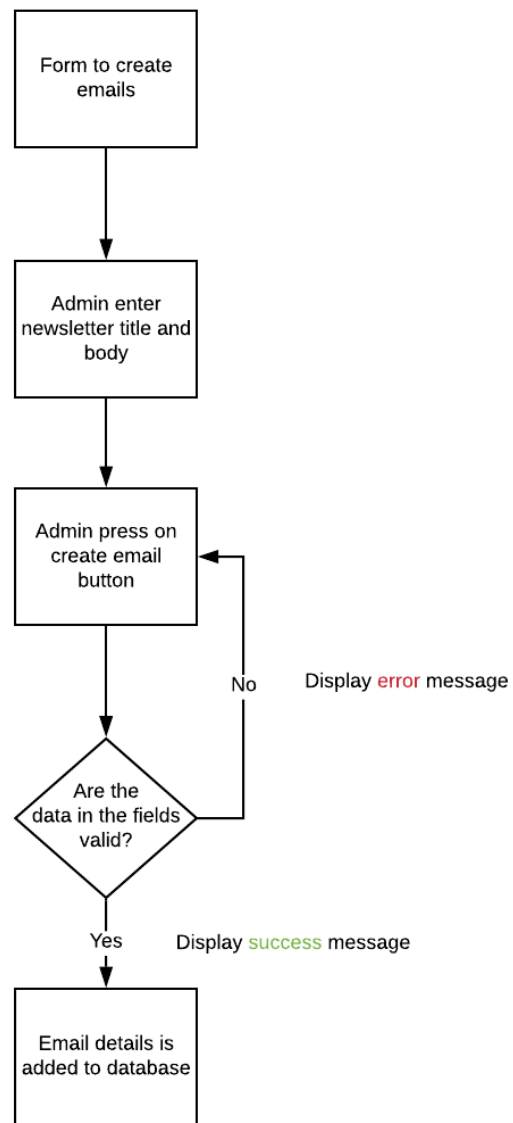 Form to create
emails
Admin enter
newsletter title and
body
Admin press on
create email
button
No
Display error message
Are the
data in the fields
valid?
Yes
Display success message
Email details is
added to database